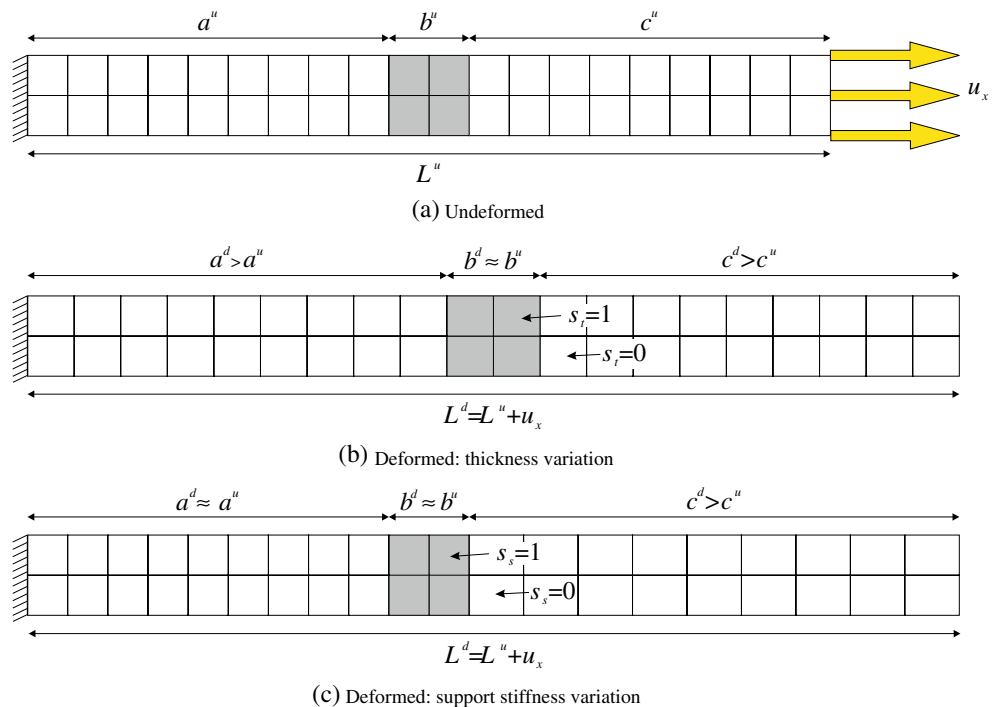 a^u b^u c^u
u_x
L^u
(a) Undeformed
a^d > a^u b^d ≈ b^u c^d > c^u
s_t=1
s_t=0
L^d=L^u+u_x
(b) Deformed: thickness variation
a^d ≈ a^u b^d ≈ b^u c^d > c^u
s_s=1
s_s=0
L^d=L^u+u_x
(c) Deformed: support stiffness variation